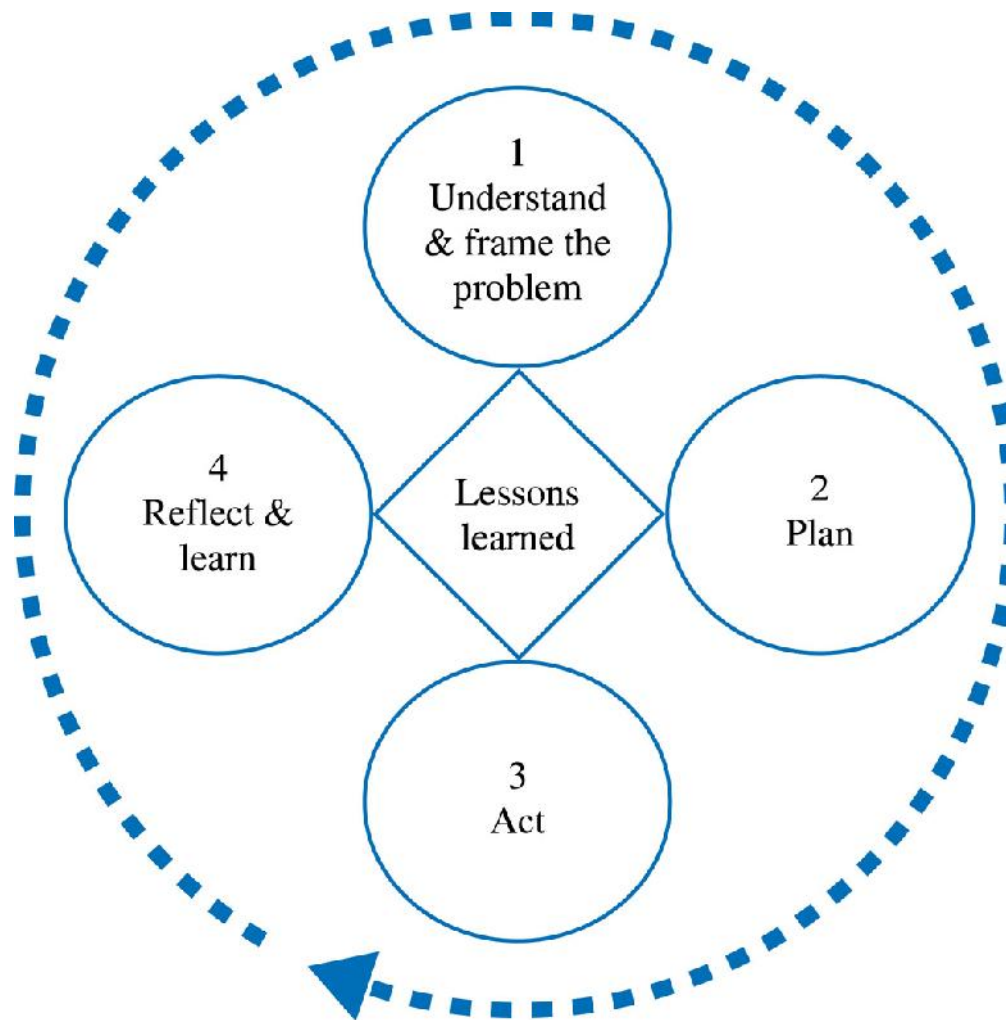 1
Understand
& frame the
problem
4
Reflect &
learn
Lessons
learned
2
Plan
3
Act